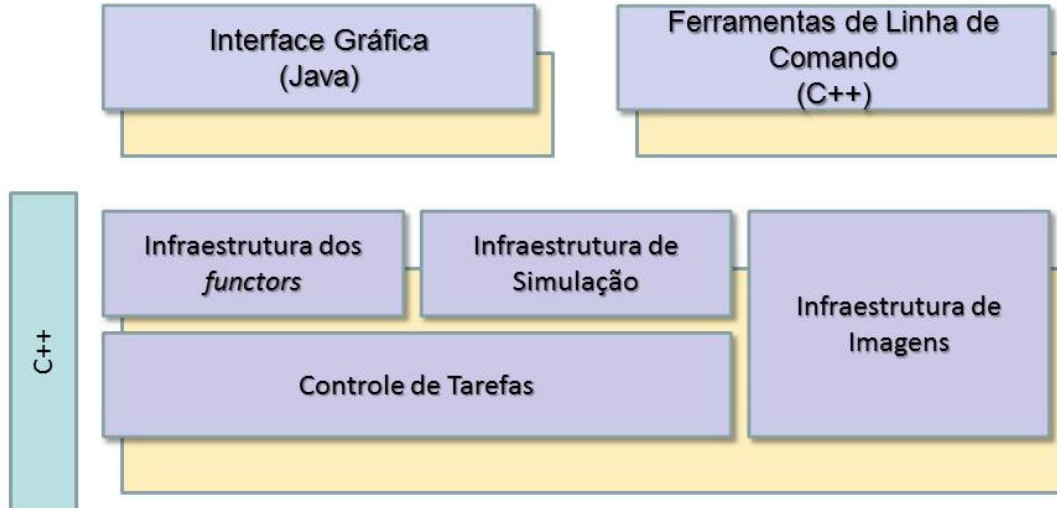 Interface Gráfica
(Java)
Ferramentas de Linha de
Comando
(C++)
C++
Infraestrutura dos
functors
Infraestrutura de
Simulação
Infraestrutura de
Imagens
Controle de Tarefas